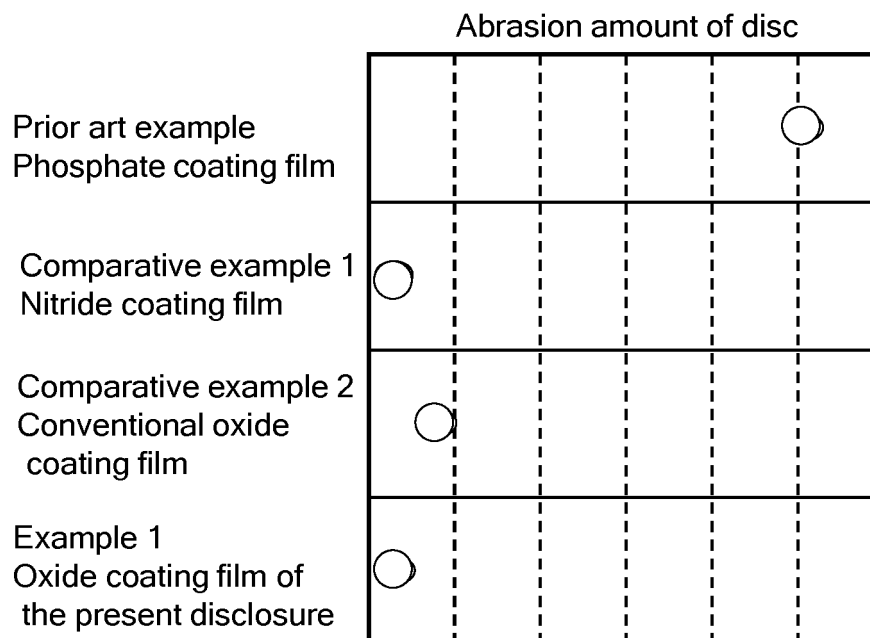 Abrasion amount of disc
Prior art example
Phosphate coating film
Comparative example 1
Nitride coating film
Comparative example 2
Conventional oxide
coating film
Example 1
Oxide coating film of
the present disclosure